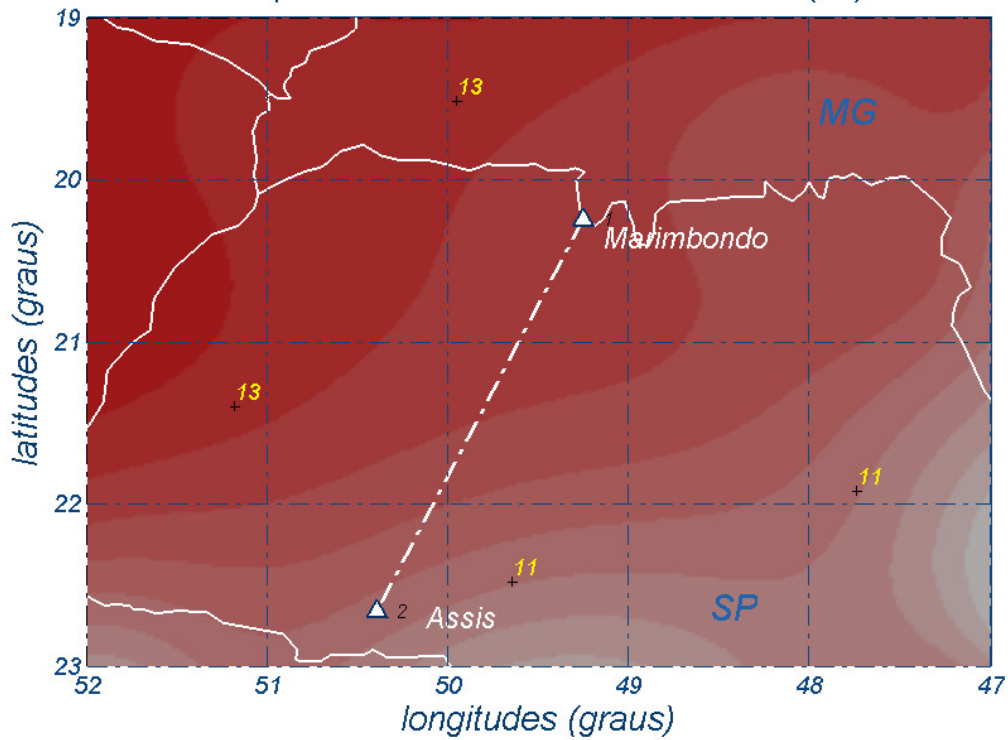 19
13
MG
20
1
Marimbondo
latitudes (graus)
21
13
11
22
11
SP
2
Assis
23
52
51
50
49
48
47
longitudes (graus)